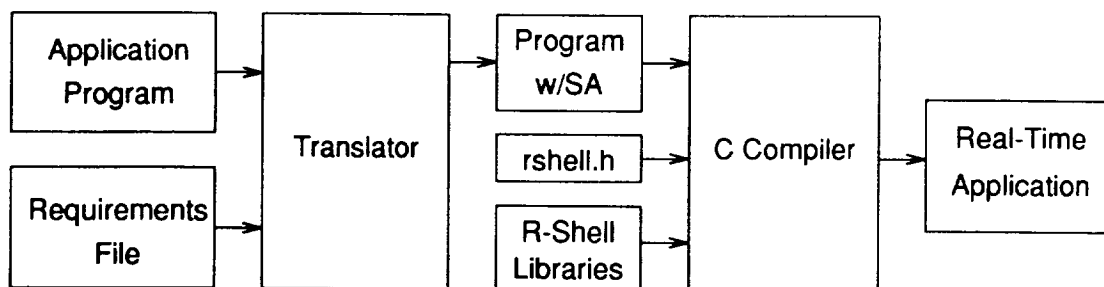 Application
Program
Requirements
File
Translator
Program
w/SA
rshell.h
R-Shell
Libraries
C Compiler
Real-Time
Application